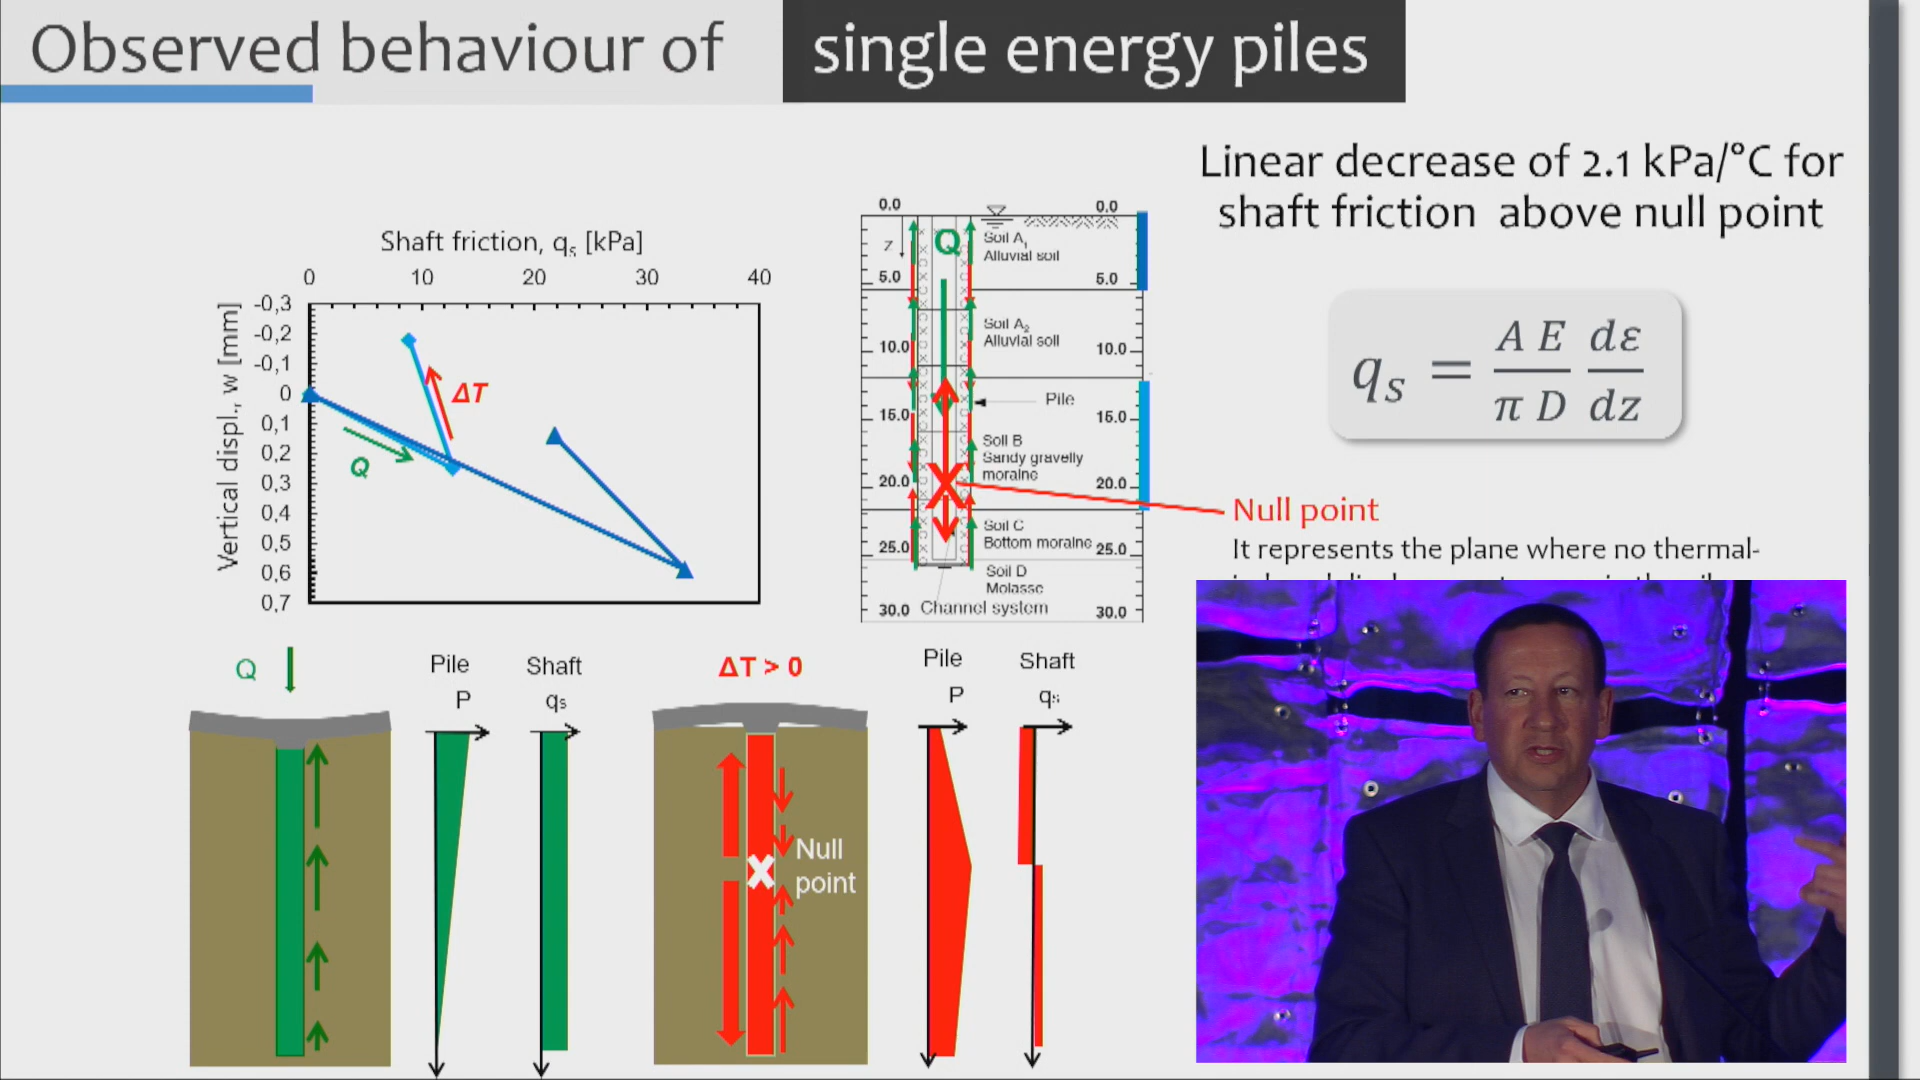 Observed behaviour of single energy piles
Linear decrease of 2.1 kPa/°C for
shaft friction above null point
Shaft friction, qs [kPa]
0 10 20 30 40
Vertical displ., w [mm]
-0,3
-0,2
-0,1
0
0,1
0,2
0,3
0,4
0,5
0,6
0,7
ΔT
Q
0.0 0.0
z
Q
Soil A1
Alluvial soil
5.0 5.0
Soil A2
Alluvial soil
10.0 10.0
Pile
15.0 15.0
Soil B
Sandy gravelly
moraine
20.0 20.0
Soil C
Bottom moraine
25.0 25.0
Soil D
Molasse
Channel system
30.0 30.0
qs = A E / π D dε / dz
Null point
It represents the plane where no thermal-
Q
Pile
P
Shaft
qs
ΔT > 0
Null
point
Pile
P
Shaft
qs